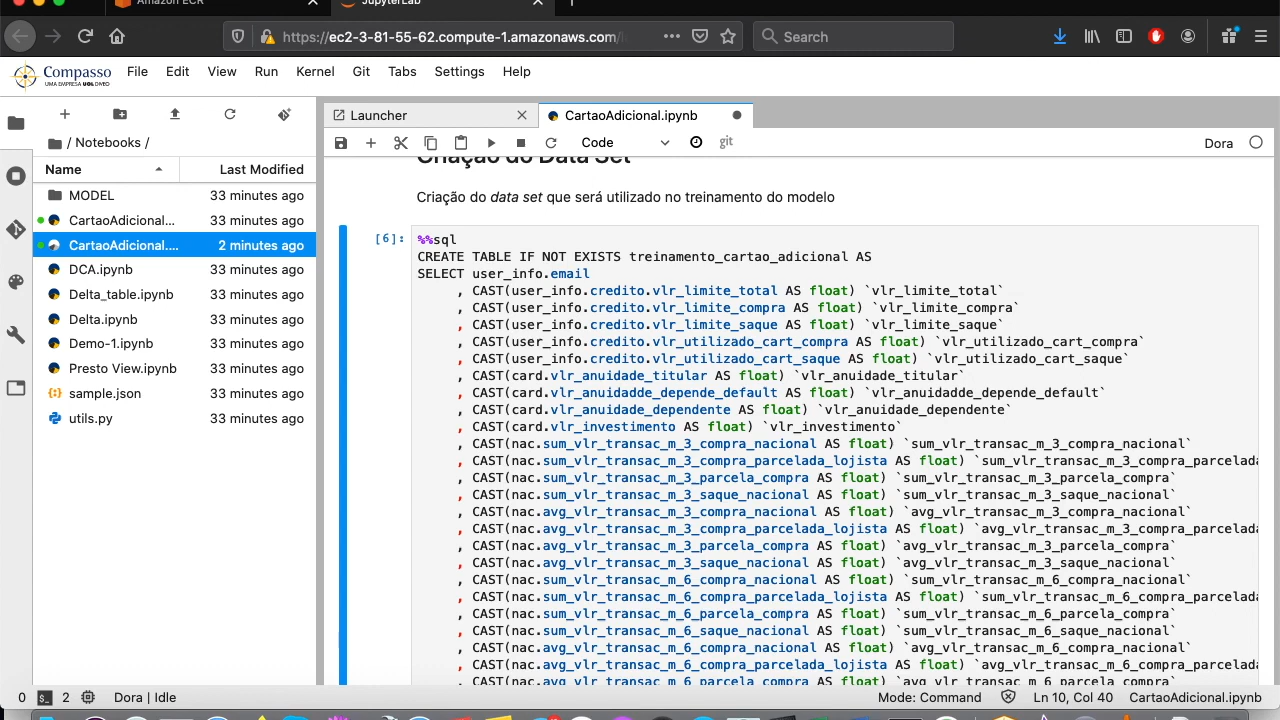 Amazon ECR
JupyterLab
https://ec2-3-81-55-62.compute-1.amazonaws.com/
Search
Compasso
UMA EMPRESA UOL DIVEO
File Edit View Run Kernel Git Tabs Settings Help
/ Notebooks /
Name Last Modified
MODEL 33 minutes ago
CartaoAdicional... 33 minutes ago
CartaoAdicional.... 2 minutes ago
DCA.ipynb 33 minutes ago
Delta_table.ipynb 33 minutes ago
Delta.ipynb 33 minutes ago
Demo-1.ipynb 33 minutes ago
Presto View.ipynb 33 minutes ago
sample.json 33 minutes ago
utils.py 33 minutes ago
Launcher
CartaoAdicional.ipynb
Code
git
Dora
Criação do Data Set
Criação do data set que será utilizado no treinamento do modelo
[6]:
%%sql
CREATE TABLE IF NOT EXISTS treinamento_cartao_adicional AS
SELECT user_info.email
, CAST(user_info.credito.vlr_limite_total AS float) `vlr_limite_total`
, CAST(user_info.credito.vlr_limite_compra AS float) `vlr_limite_compra`
, CAST(user_info.credito.vlr_limite_saque AS float) `vlr_limite_saque`
, CAST(user_info.credito.vlr_utilizado_cart_compra AS float) `vlr_utilizado_cart_compra`
, CAST(user_info.credito.vlr_utilizado_cart_saque AS float) `vlr_utilizado_cart_saque`
, CAST(card.vlr_anuidade_titular AS float) `vlr_anuidade_titular`
, CAST(card.vlr_anuidadde_depende_default AS float) `vlr_anuidadde_depende_default`
, CAST(card.vlr_anuidade_dependente AS float) `vlr_anuidade_dependente`
, CAST(card.vlr_investimento AS float) `vlr_investimento`
, CAST(nac.sum_vlr_transac_m_3_compra_nacional AS float) `sum_vlr_transac_m_3_compra_nacional`
, CAST(nac.sum_vlr_transac_m_3_compra_parcelada_lojista AS float) `sum_vlr_transac_m_3_compra_parcelada
, CAST(nac.sum_vlr_transac_m_3_parcela_compra AS float) `sum_vlr_transac_m_3_parcela_compra`
, CAST(nac.sum_vlr_transac_m_3_saque_nacional AS float) `sum_vlr_transac_m_3_saque_nacional`
, CAST(nac.avg_vlr_transac_m_3_compra_nacional AS float) `avg_vlr_transac_m_3_compra_nacional`
, CAST(nac.avg_vlr_transac_m_3_compra_parcelada_lojista AS float) `avg_vlr_transac_m_3_compra_parcelada
, CAST(nac.avg_vlr_transac_m_3_parcela_compra AS float) `avg_vlr_transac_m_3_parcela_compra`
, CAST(nac.avg_vlr_transac_m_3_saque_nacional AS float) `avg_vlr_transac_m_3_saque_nacional`
, CAST(nac.sum_vlr_transac_m_6_compra_nacional AS float) `sum_vlr_transac_m_6_compra_nacional`
, CAST(nac.sum_vlr_transac_m_6_compra_parcelada_lojista AS float) `sum_vlr_transac_m_6_compra_parcelada
, CAST(nac.sum_vlr_transac_m_6_parcela_compra AS float) `sum_vlr_transac_m_6_parcela_compra`
, CAST(nac.sum_vlr_transac_m_6_saque_nacional AS float) `sum_vlr_transac_m_6_saque_nacional`
, CAST(nac.avg_vlr_transac_m_6_compra_nacional AS float) `avg_vlr_transac_m_6_compra_nacional`
, CAST(nac.avg_vlr_transac_m_6_compra_parcelada_lojista AS float) `avg_vlr_transac_m_6_compra_parcelada
, CAST(nac.avg_vlr_transac_m_6_parcela_compra AS float) `avg_vlr_transac_m_6_parcela_compra`
0 2 Dora | Idle Mode: Command Ln 10, Col 40 CartaoAdicional.ipynb